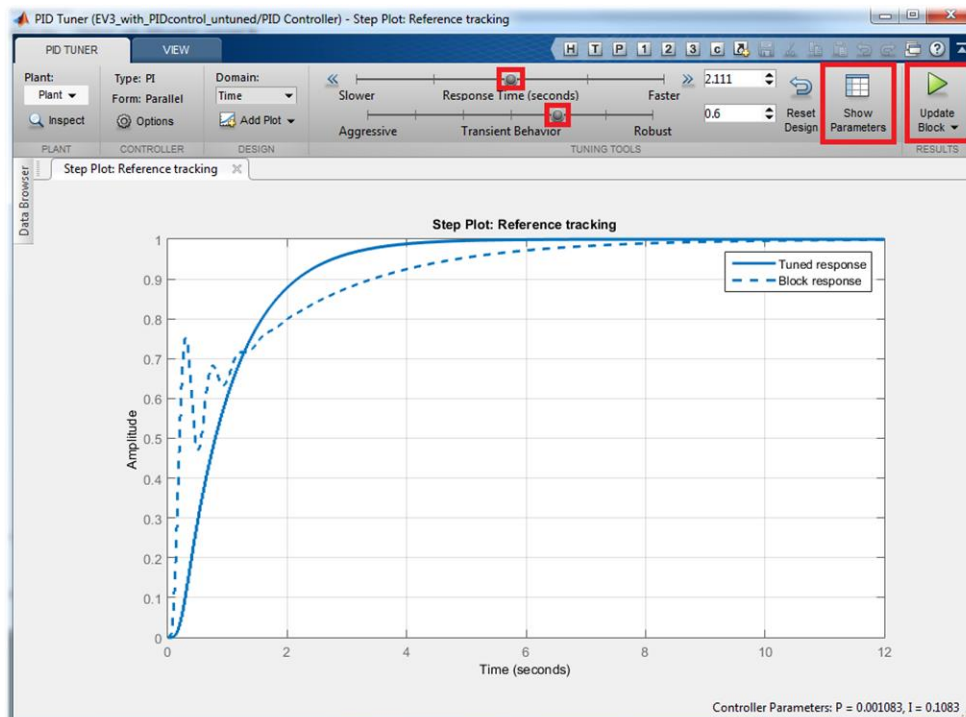 PID Tuner (EV3_with_PIDcontrol_untuned/PID Controller) - Step Plot: Reference tracking
PID TUNER VIEW H T P 1 2 3 c ?
Plant: Type: PI Domain: 2.111
Plant Form: Parallel Time Slower Response Time (seconds) Faster
Inspect Options Add Plot Aggressive Transient Behavior Robust 0.6 Reset Design Show Parameters Update Block
PLANT CONTROLLER DESIGN TUNING TOOLS RESULTS
Data Browser
Step Plot: Reference tracking
Step Plot: Reference tracking
Tuned response
Block response
1
0.9
0.8
0.7
0.6
0.5
0.4
0.3
0.2
0.1
0
Amplitude
0 2 4 6 8 10 12
Time (seconds)
Controller Parameters: P = 0.001083, I = 0.1083